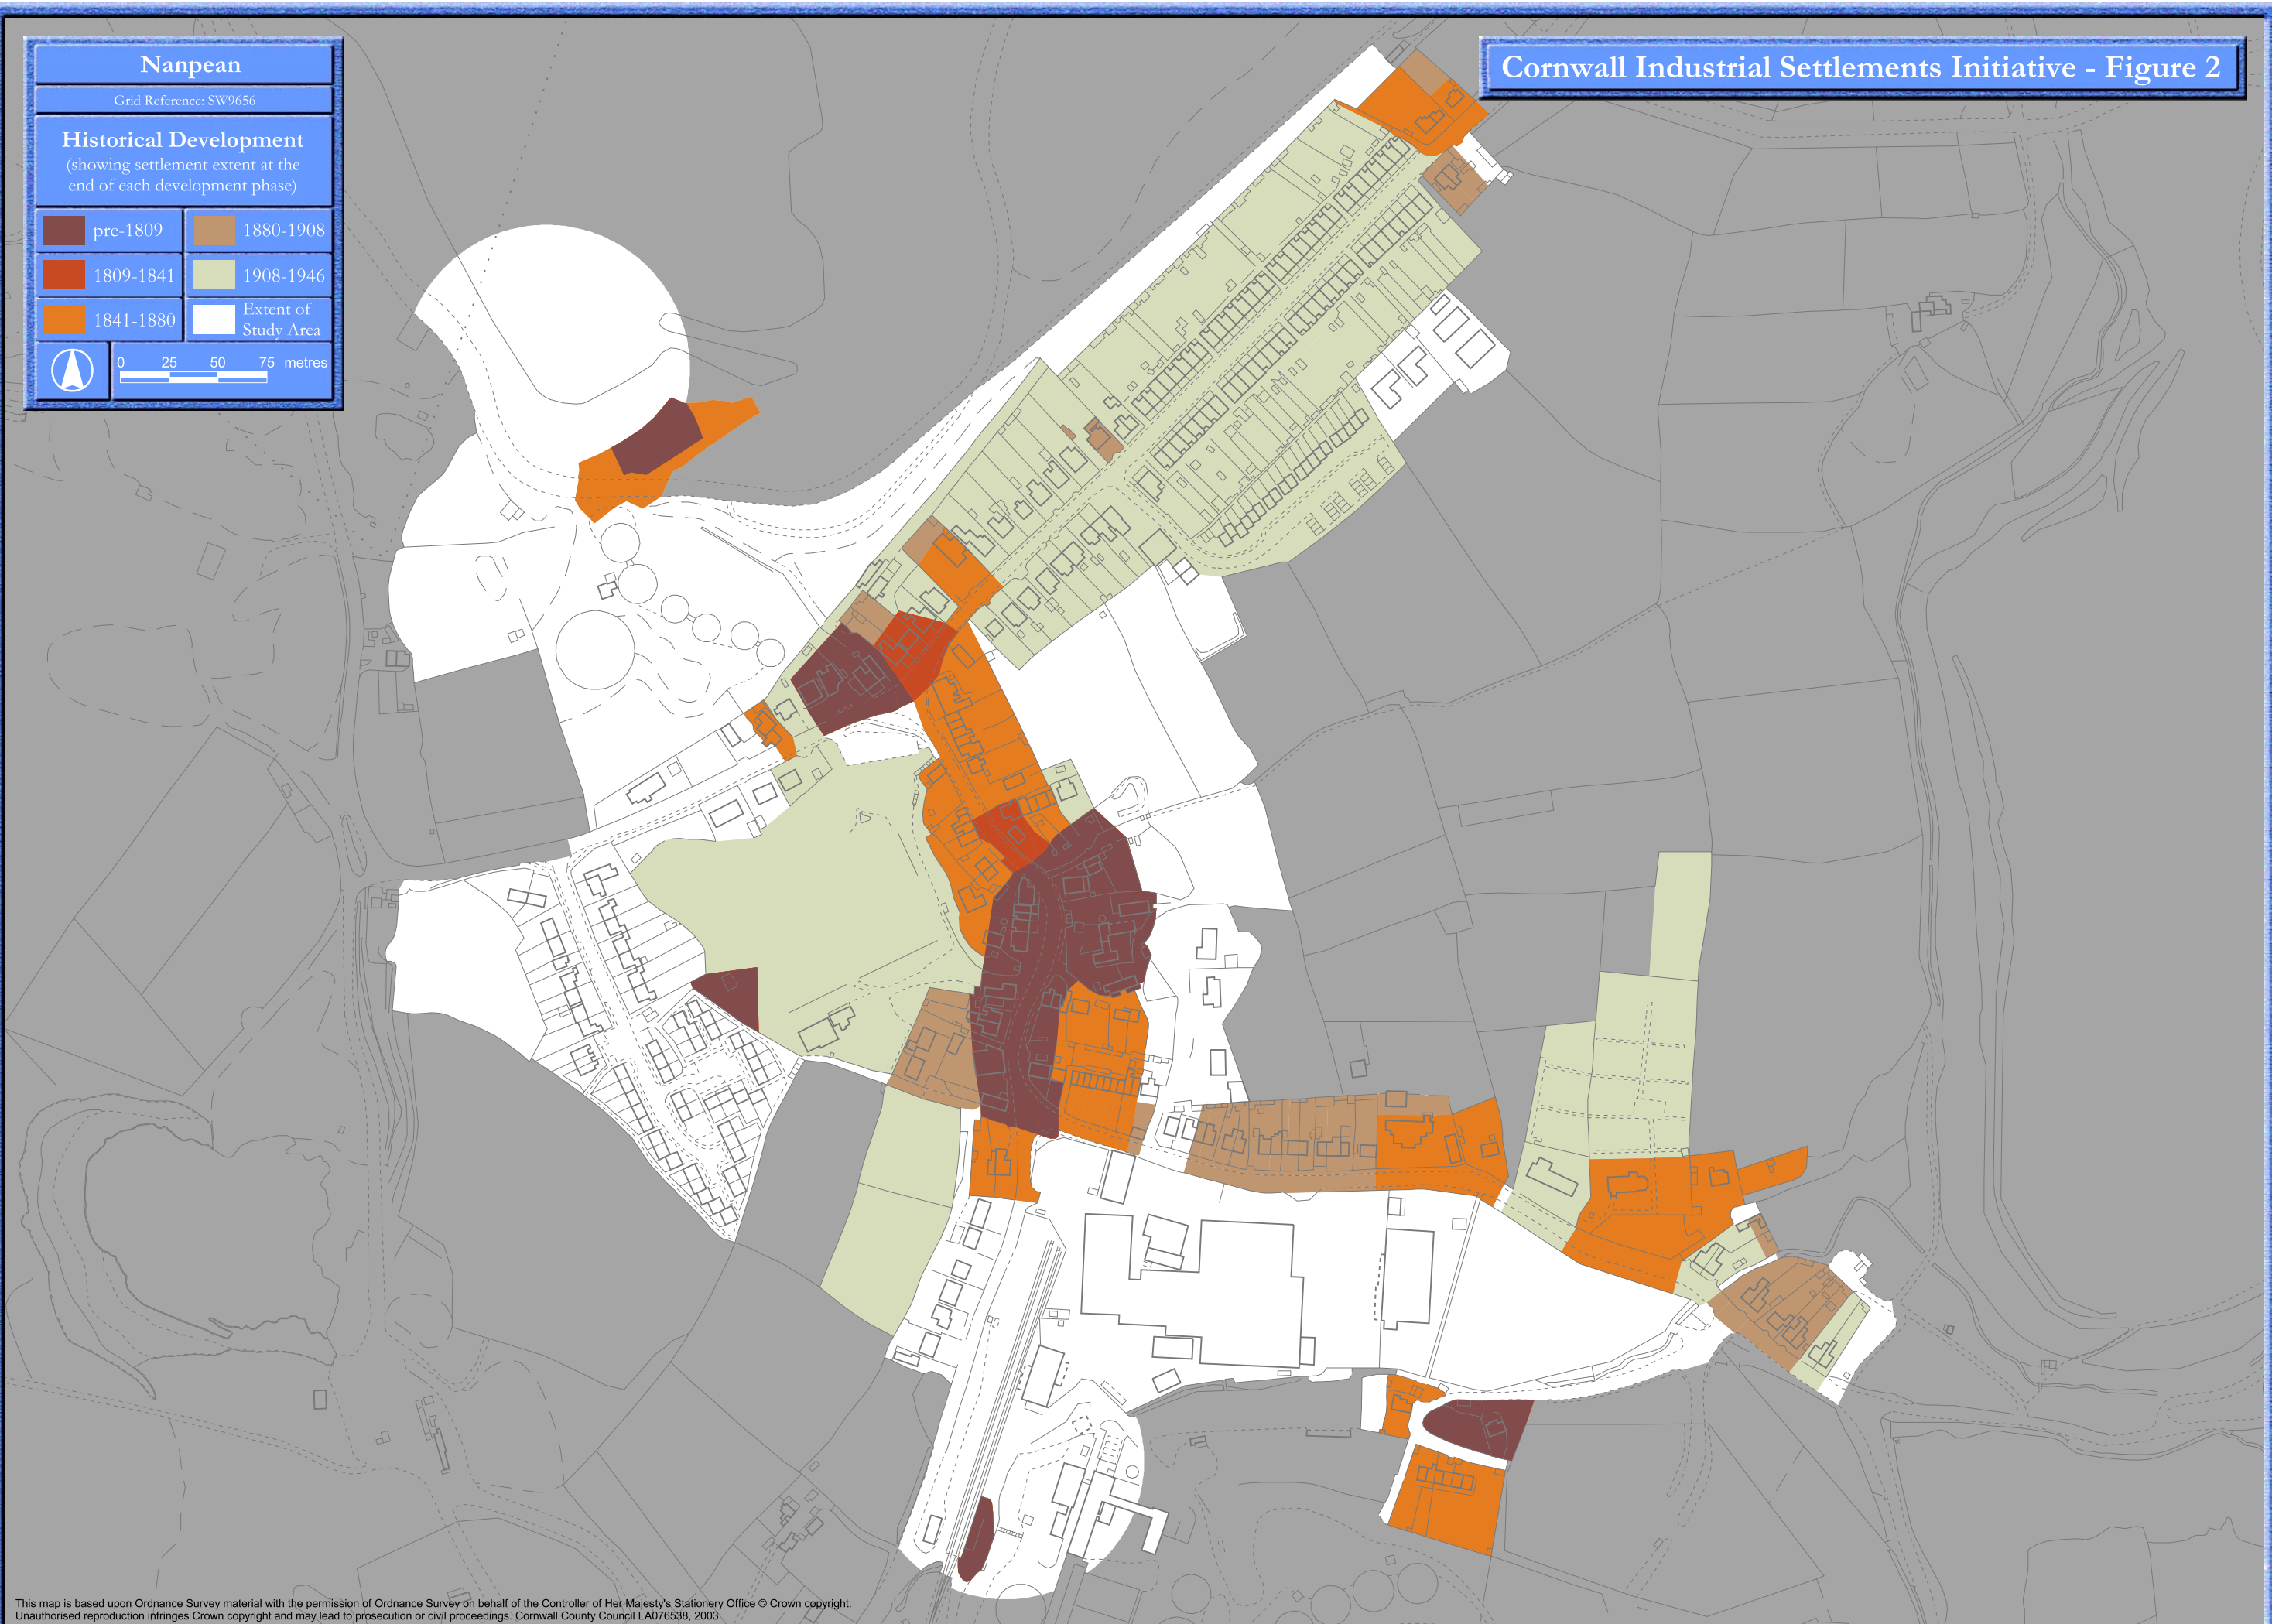 Cornwall Industrial Settlements Initiative - Figure 2
Nanpean
Grid Reference: SW9656
Historical Development
(showing settlement extent at the
end of each development phase)
pre-1809
1880-1908
1809-1841
1908-1946
1841-1880
Extent of
Study Area
0 25 50 75 metres
This map is based upon Ordnance Survey material with the permission of Ordnance Survey on behalf of the Controller of Her Majesty's Stationery Office © Crown copyright.
Unauthorised reproduction infringes Crown copyright and may lead to prosecution or civil proceedings. Cornwall County Council LA076538, 2003